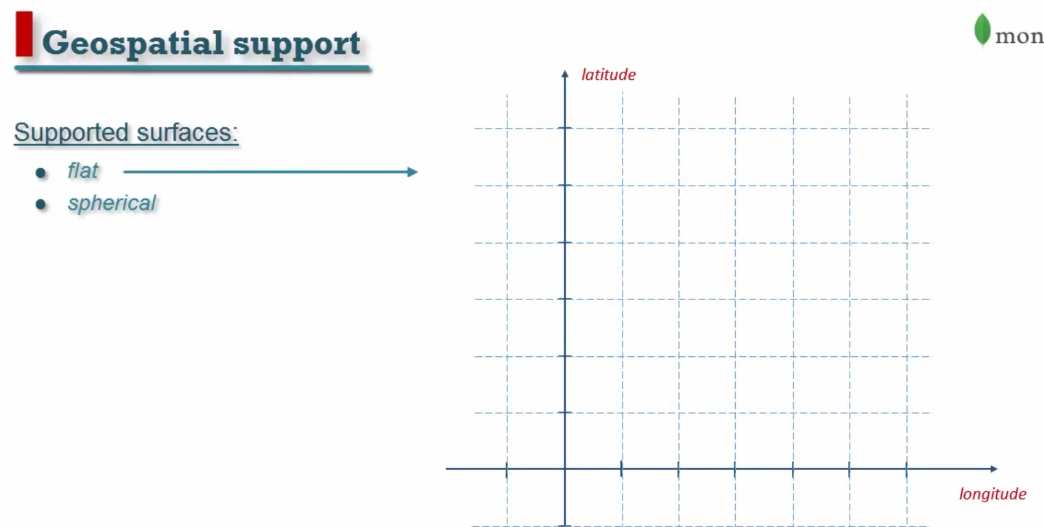 Geospatial support
mon
latitude
Supported surfaces:
flat
spherical
longitude